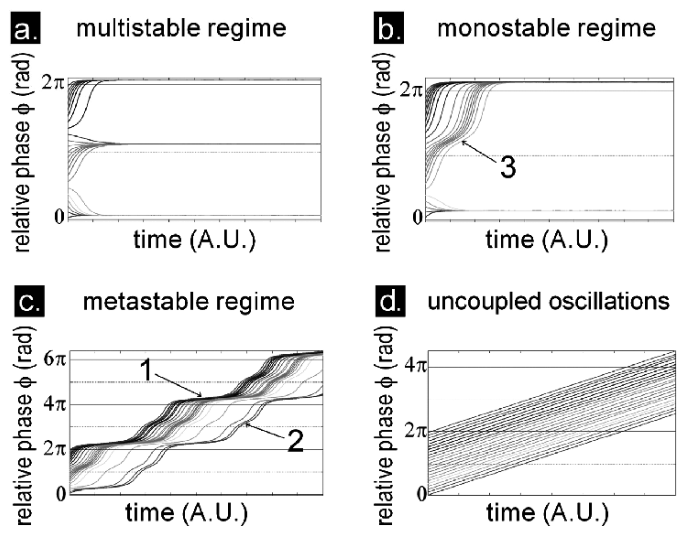 a. multistable regime
relative phase ϕ (rad)
2π
0
time (A.U.)
b. monostable regime
relative phase ϕ (rad)
2π
0
3
time (A.U.)
c. metastable regime
relative phase ϕ (rad)
6π
4π
2π
0
1
2
time (A.U.)
d. uncoupled oscillations
relative phase ϕ (rad)
4π
2π
0
time (A.U.)